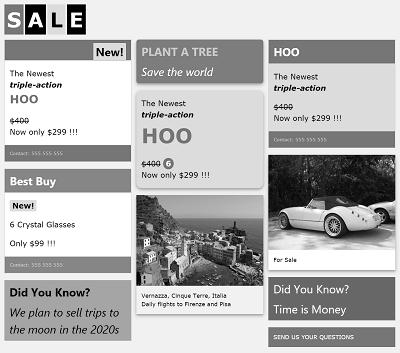 SALE
New!
The Newest
triple-action
HOO
$400
Now only $299 !!!
Contact: 555 555 555
Best Buy
New!
6 Crystal Glasses
Only $99 !!!
Contact: 555 555 555
Did You Know?
We plan to sell trips to
the moon in the 2020s
PLANT A TREE
Save the world
The Newest
triple-action
HOO
$400 6
Now only $299 !!!
Vernazza, Cinque Terre, Italia
Daily flights to Firenze and Pisa
HOO
The Newest
triple-action
$400
Now only $299 !!!
Contact: 555 555 555
For Sale
Did You Know?
Time is Money
SEND US YOUR QUESTIONS